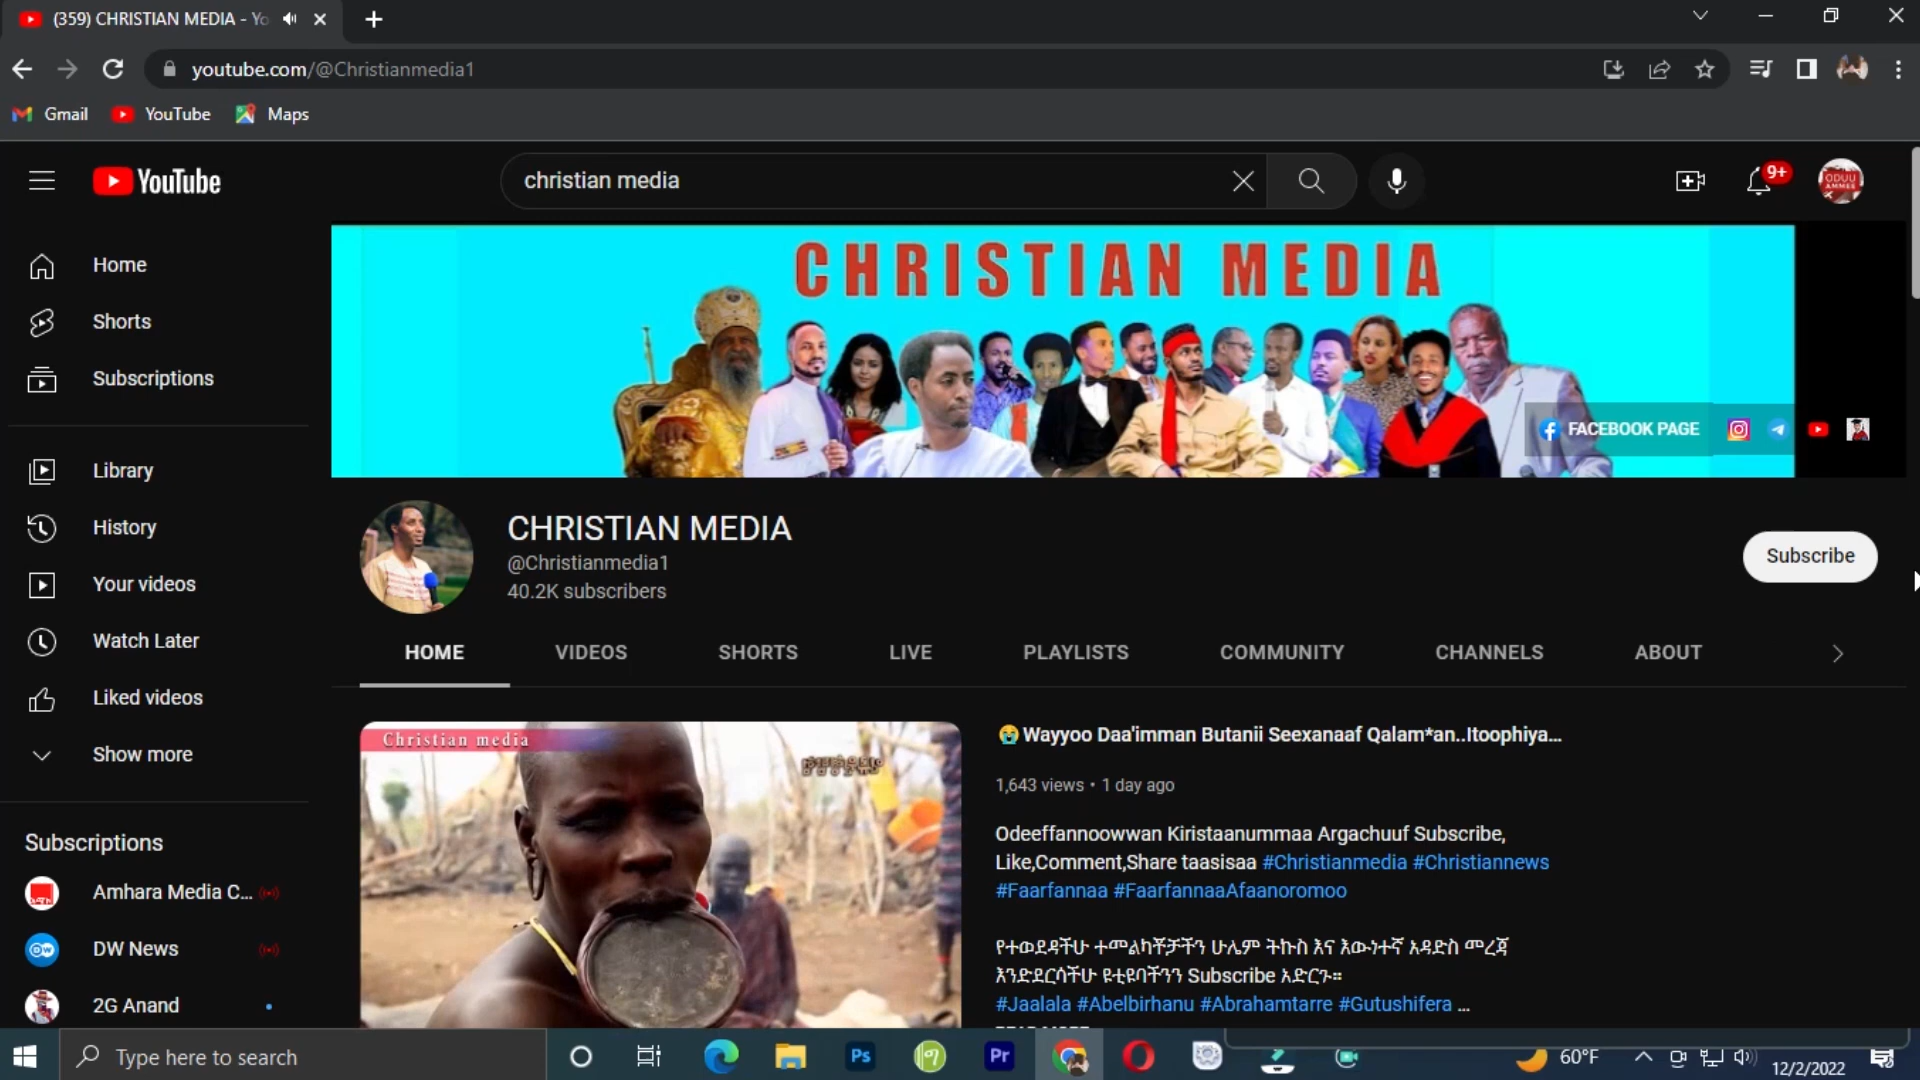 (359) CHRISTIAN MEDIA - Yo
youtube.com/@Christianmedia1
Gmail
YouTube
Maps
YouTube
christian media
9+
ODUU
AMMEE
Home
Shorts
Subscriptions
Library
History
Your videos
Watch Later
Liked videos
Show more
Subscriptions
Amhara Media C...
DW News
2G Anand
CHRISTIAN MEDIA
FACEBOOK PAGE
CHRISTIAN MEDIA
@Christianmedia1
40.2K subscribers
Subscribe
HOME
VIDEOS
SHORTS
LIVE
PLAYLISTS
COMMUNITY
CHANNELS
ABOUT
Christian media
😭Wayyoo Daa'imman Butanii Seexanaaf Qalam*an..Itoophiya...
1,643 views • 1 day ago
Odeeffannoowwan Kiristaanummaa Argachuuf Subscribe,
Like,Comment,Share taasisaa #Christianmedia #Christiannews
#Faarfannaa #FaarfannaaAfaanoromoo
የተወደዳችሁ ተመልካቾቻችን ሁሌም ትኩስ እና እውነተኛ አዳድስ መረጃ
እንድደርሳችሁ ዩቲዩባችንን Subscribe አድርጉ።
#Jaalala #Abelbirhanu #Abrahamtarre #Gutushifera ...
Type here to search
Ps
Pr
60°F
12/2/2022